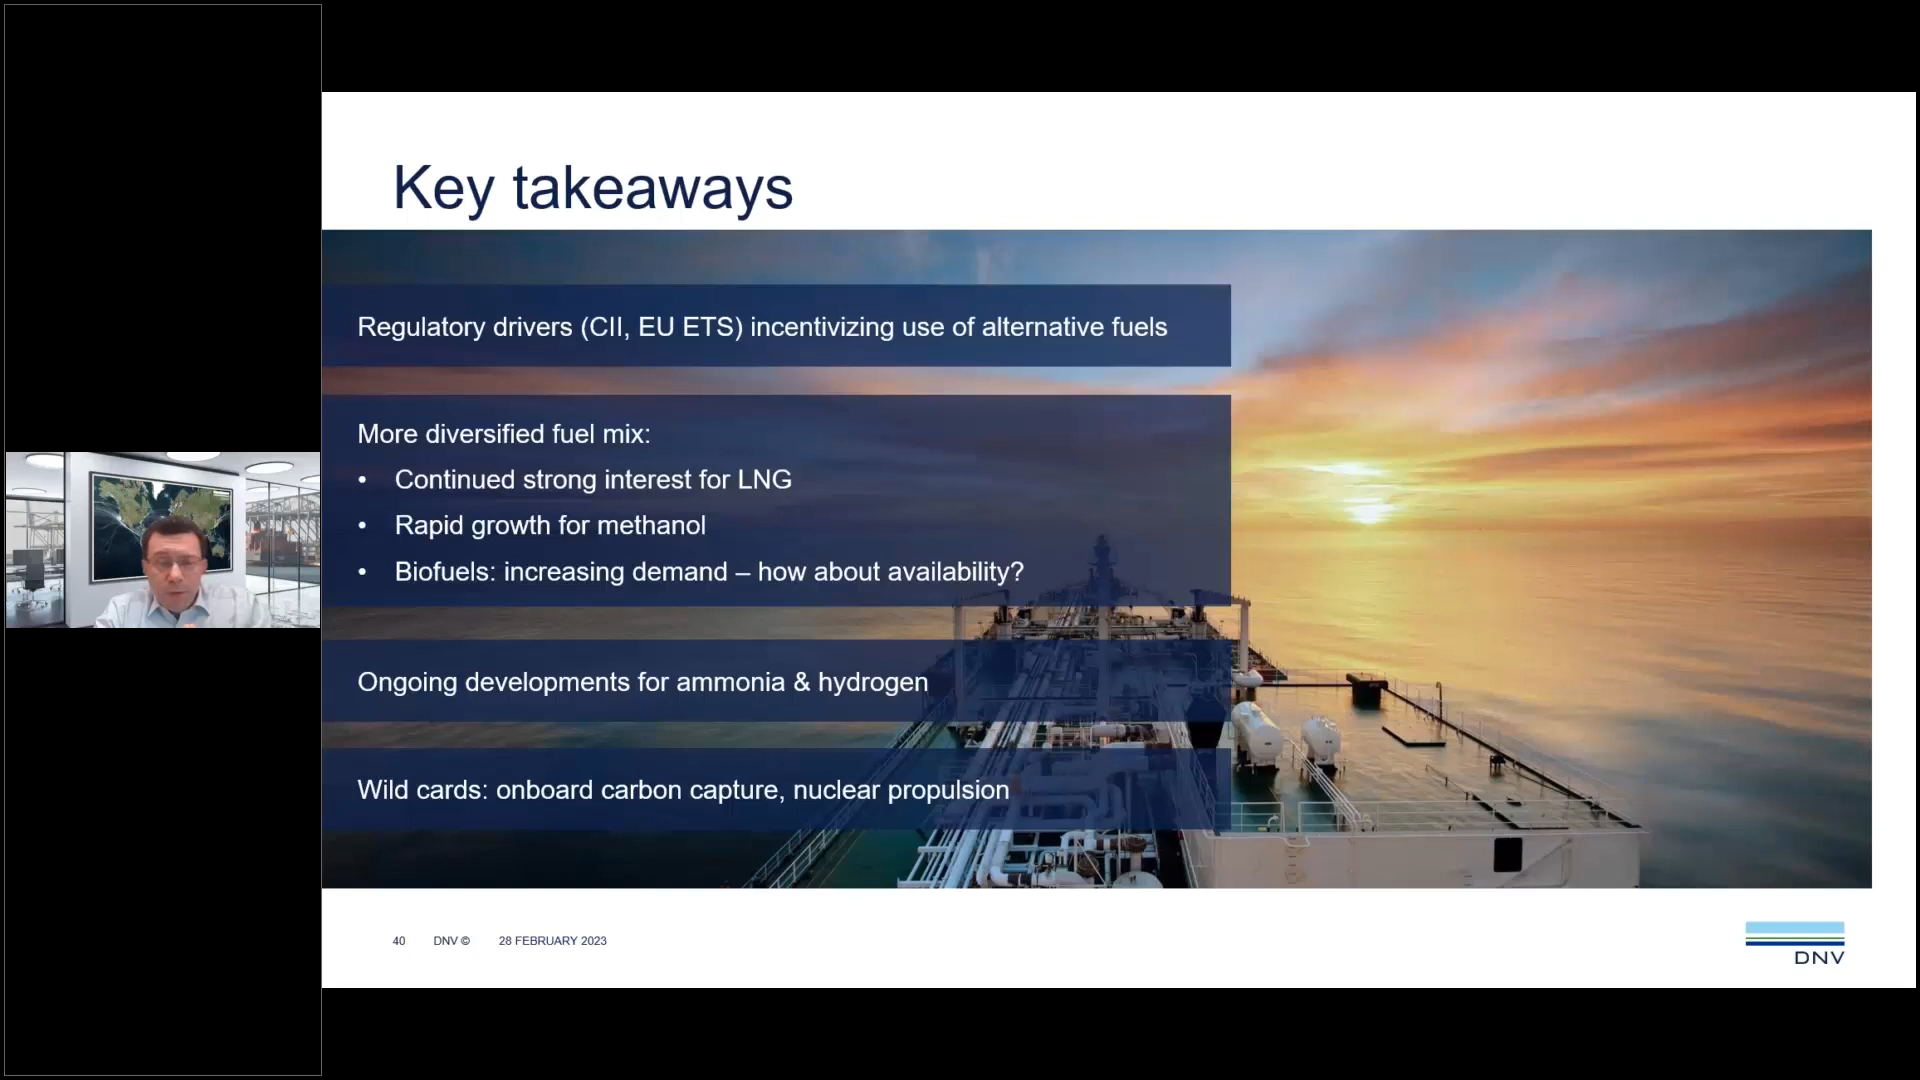 Key takeaways
Regulatory drivers (CII, EU ETS) incentivizing use of alternative fuels
More diversified fuel mix:
• Continued strong interest for LNG
• Rapid growth for methanol
• Biofuels: increasing demand – how about availability?
Ongoing developments for ammonia & hydrogen
Wild cards: onboard carbon capture, nuclear propulsion
40 DNV © 28 FEBRUARY 2023
DNV